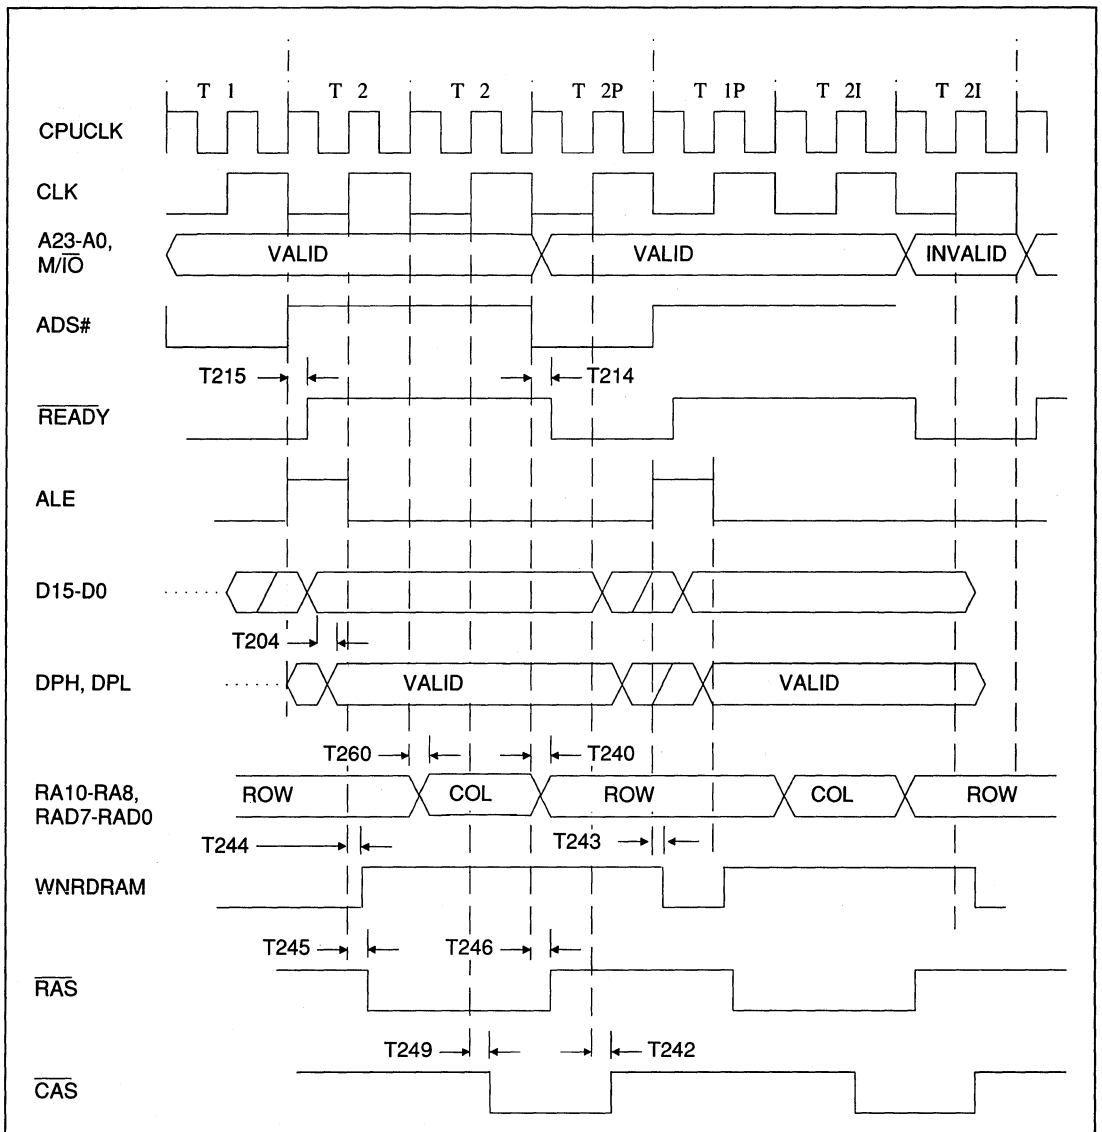 T 1 T 2 T 2 T 2P T 1P T 2I T 2I
CPUCLK
CLK
A23-A0,
M/IO
VALID VALID INVALID
ADS#
T215 T214
READY
ALE
D15-D0
T204
DPH, DPL VALID VALID
T260 T240
RA10-RA8,
RAD7-RAD0
ROW COL ROW COL ROW
T244 T243
WNRDRAM
T245 T246
RAS
T249 T242
CAS